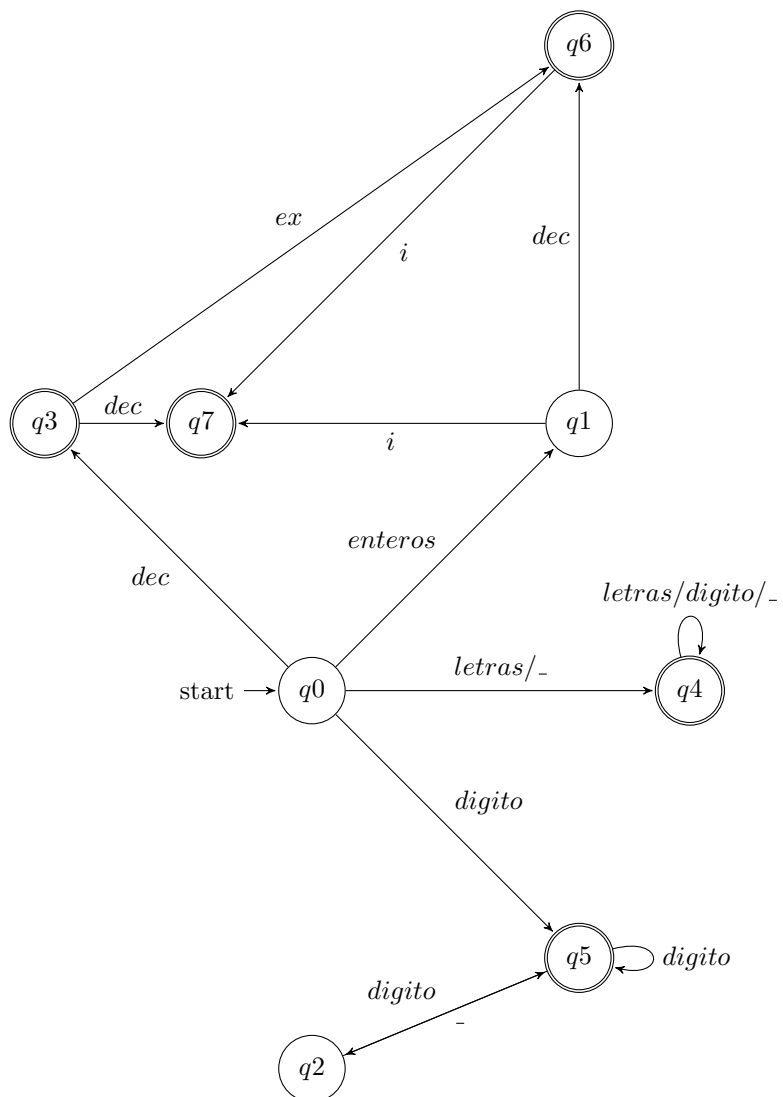 q6
ex
i
dec
q3
dec
q7
i
q1
enteros
dec
letras/digito/_
start
q0
letras/_
q4
digito
q5
digito
digito
_
q2